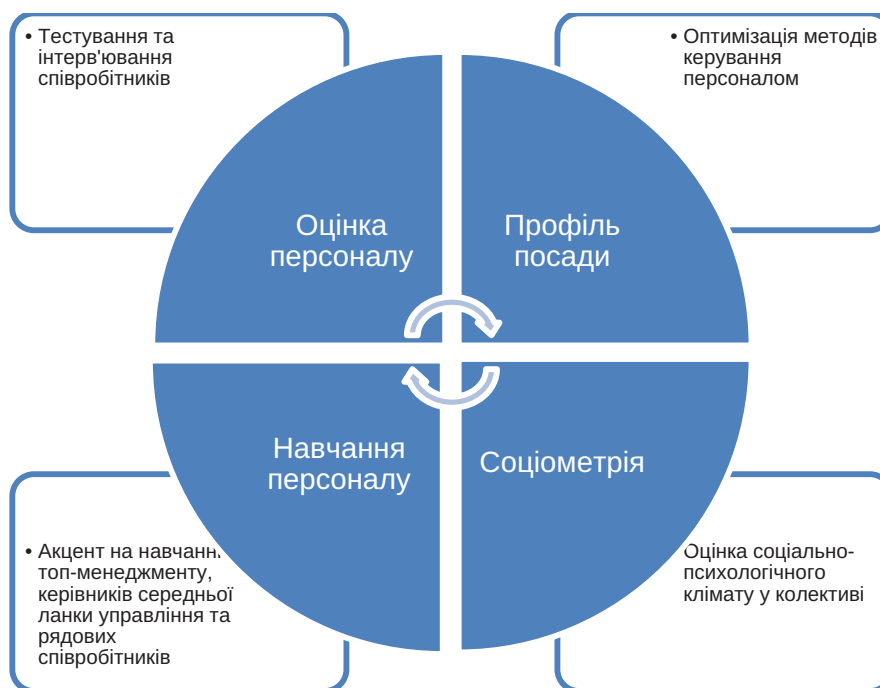 • Тестування та
інтерв'ювання
співробітників
• Оптимізація методів
керування
персоналом
Оцінка
персоналу
Профіль
посади
Навчання
персоналу
Соціометрія
• Акцент на навчанні
топ-менеджменту,
керівників середньої
ланки управління та
рядових
співробітників
Оцінка соціально-
психологічного
клімату у колективі